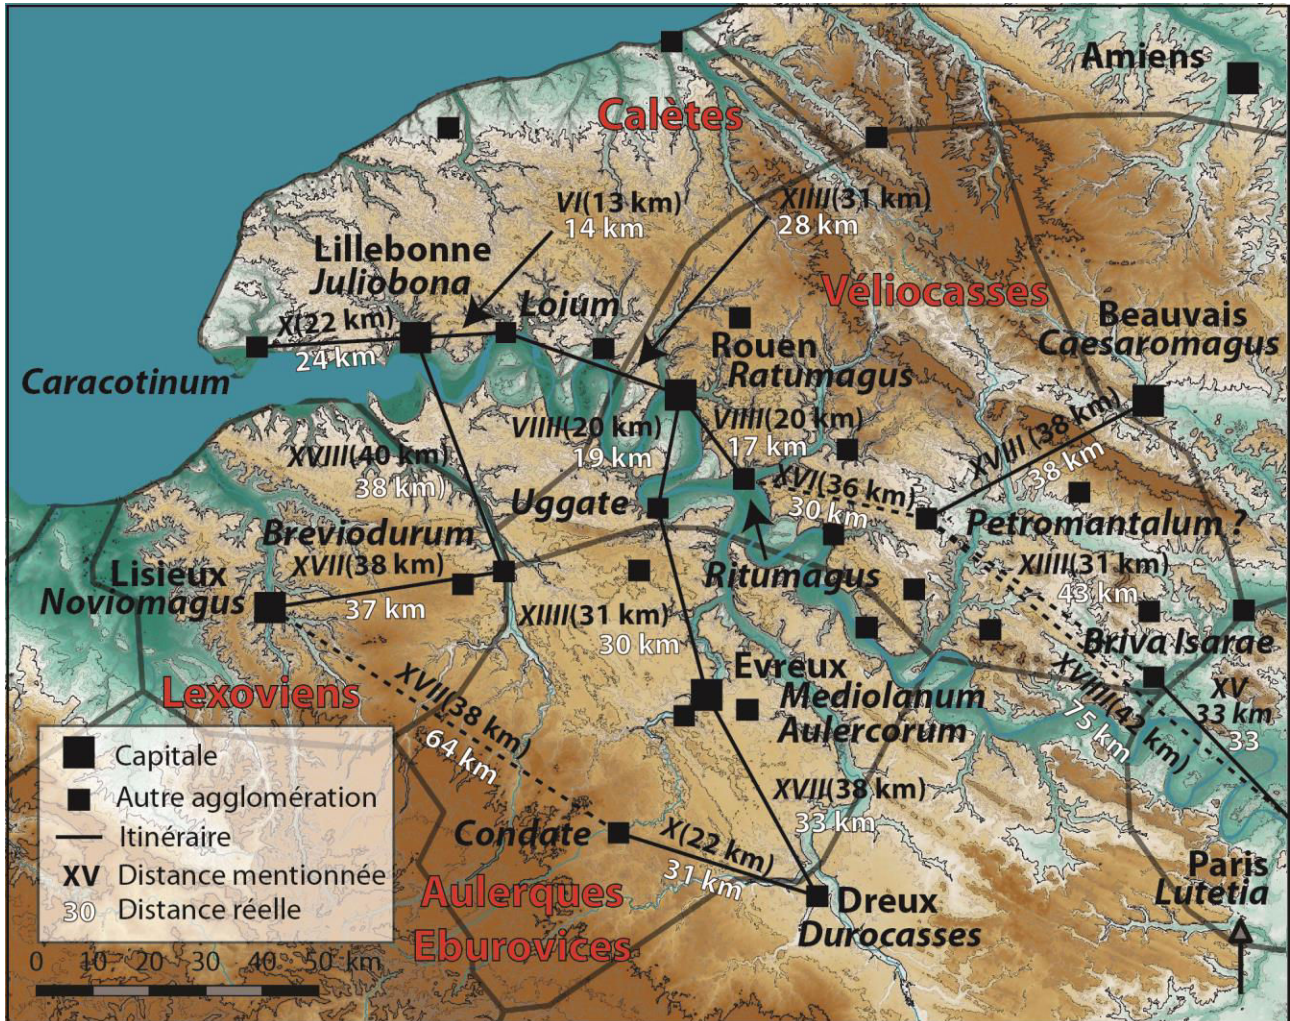 Amiens
Calètes
VI(13 km)
14 km
XIIII(31 km)
28 km
Lillebonne
Juliobona
Loium
Véliocasses
X(22 km)
24 km
Beauvais
Caesaromagus
Rouen
Ratumagus
Caracotinum
VIIII(20 km)
19 km
VIIII(20 km)
17 km
XVIII(38 km)
38 km
XVIII(40 km)
38 km)
XVI(36 km)
30 km
Uggate
Petromantalum ?
Breviodurum
XVII(38 km)
37 km
Lisieux
Noviomagus
Ritumagus
XIIII(31 km)
43 km
XIIII(31 km)
30 km
Briva Isarae
Evreux
Mediolanum
Aulercorum
XV
33 km
33
XVIIII(42 km)
75 km
Lexoviens
XVII(38 km)
64 km
XVII(38 km)
33 km
Condate
X(22 km)
31 km
Paris
Lutetia
Aulerques
Eburovices
Dreux
Durocasses
Capitale
Autre agglomération
Itinéraire
XV Distance mentionnée
30 Distance réelle
0 10 20 30 40 50 km